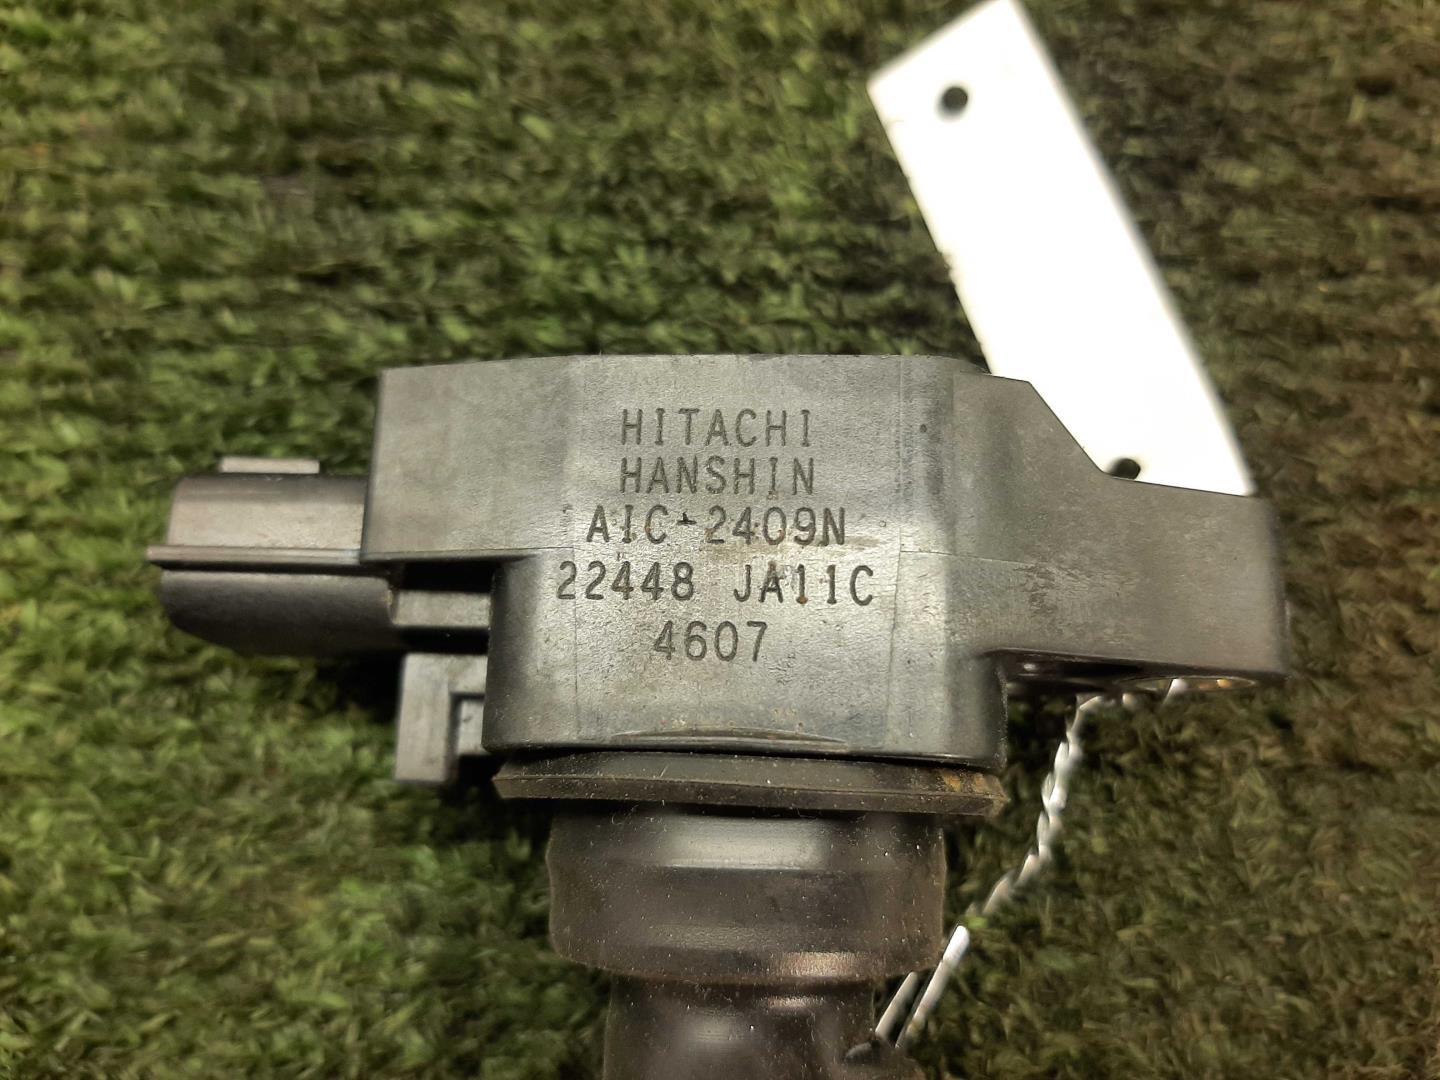 HITACHI
HANSHIN
AIC-2409N
22448 JA11C
4607